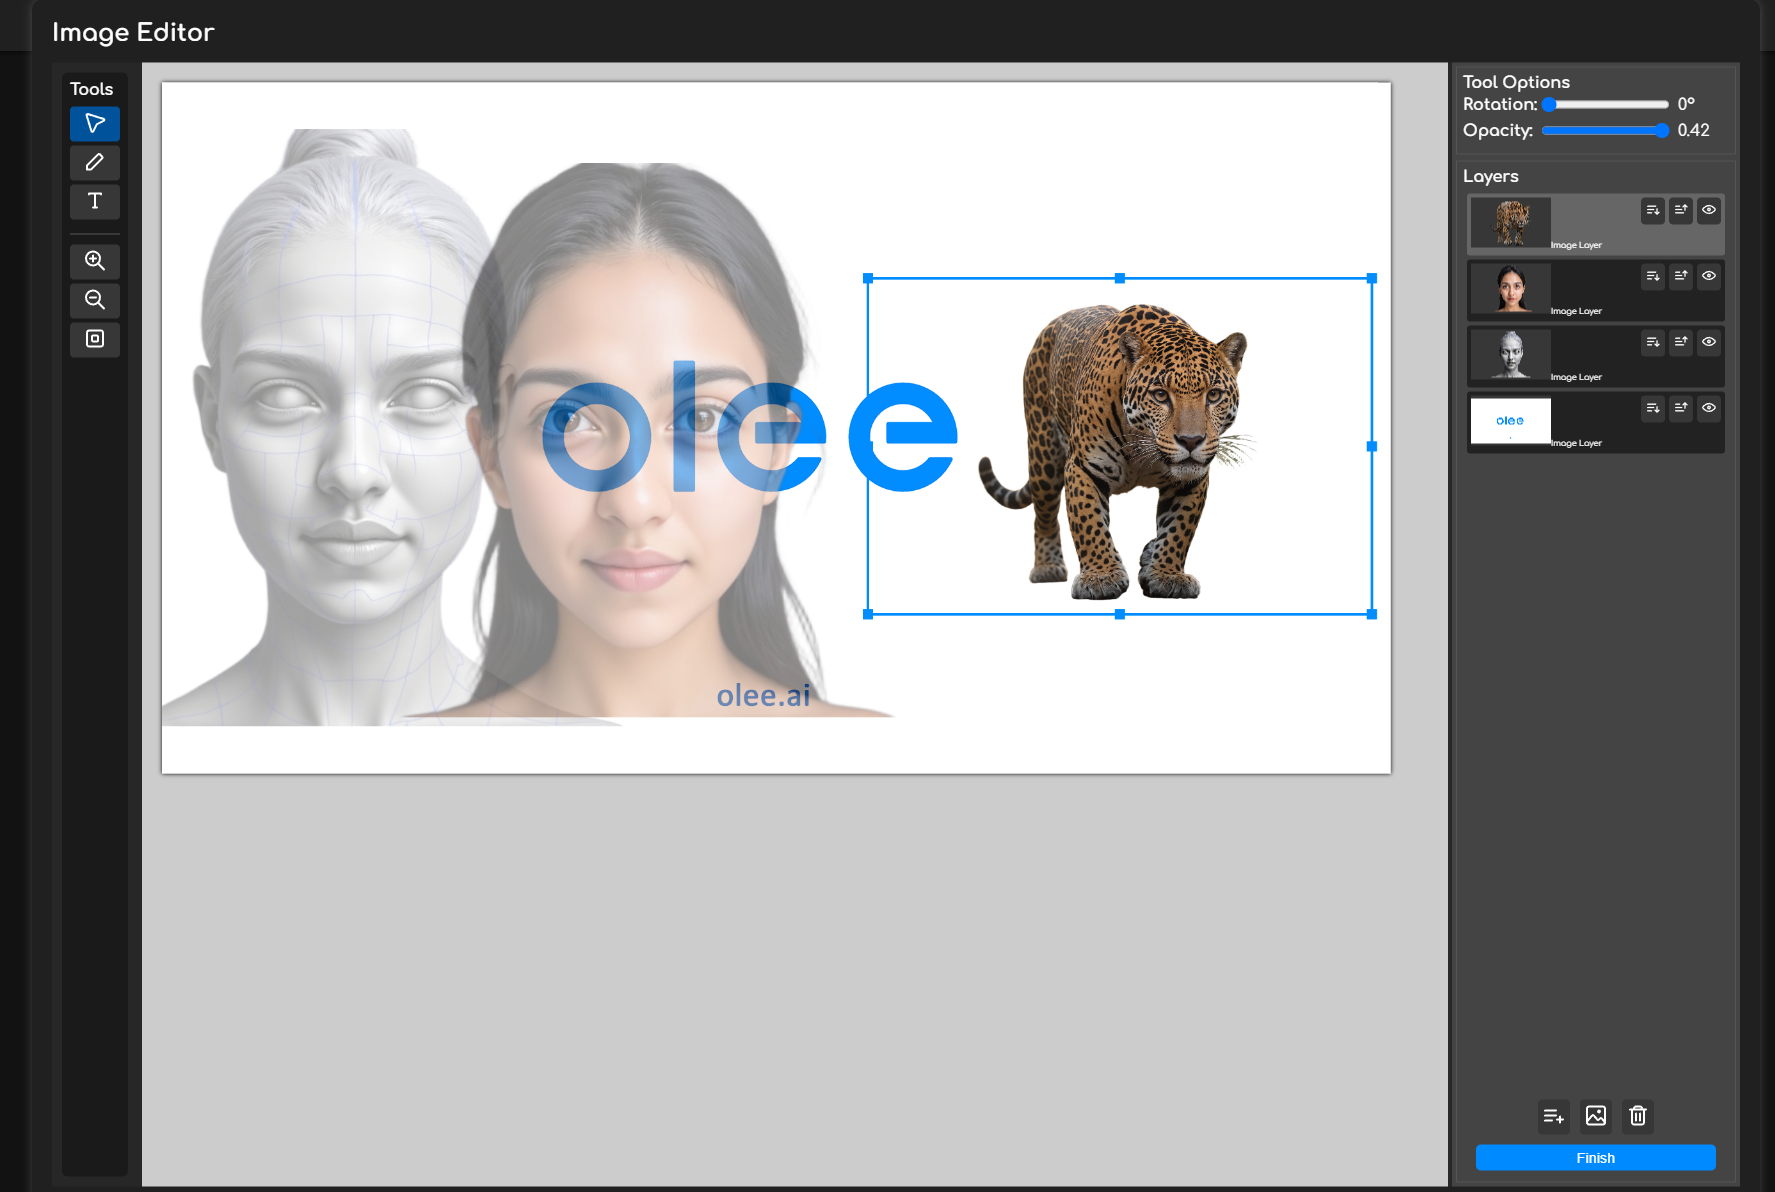 Image Editor
Tools
T
olee
olee.ai
Tool Options
Rotation: 0°
Opacity: 0.42
Layers
Image Layer
Image Layer
Image Layer
olee
Image Layer
Finish